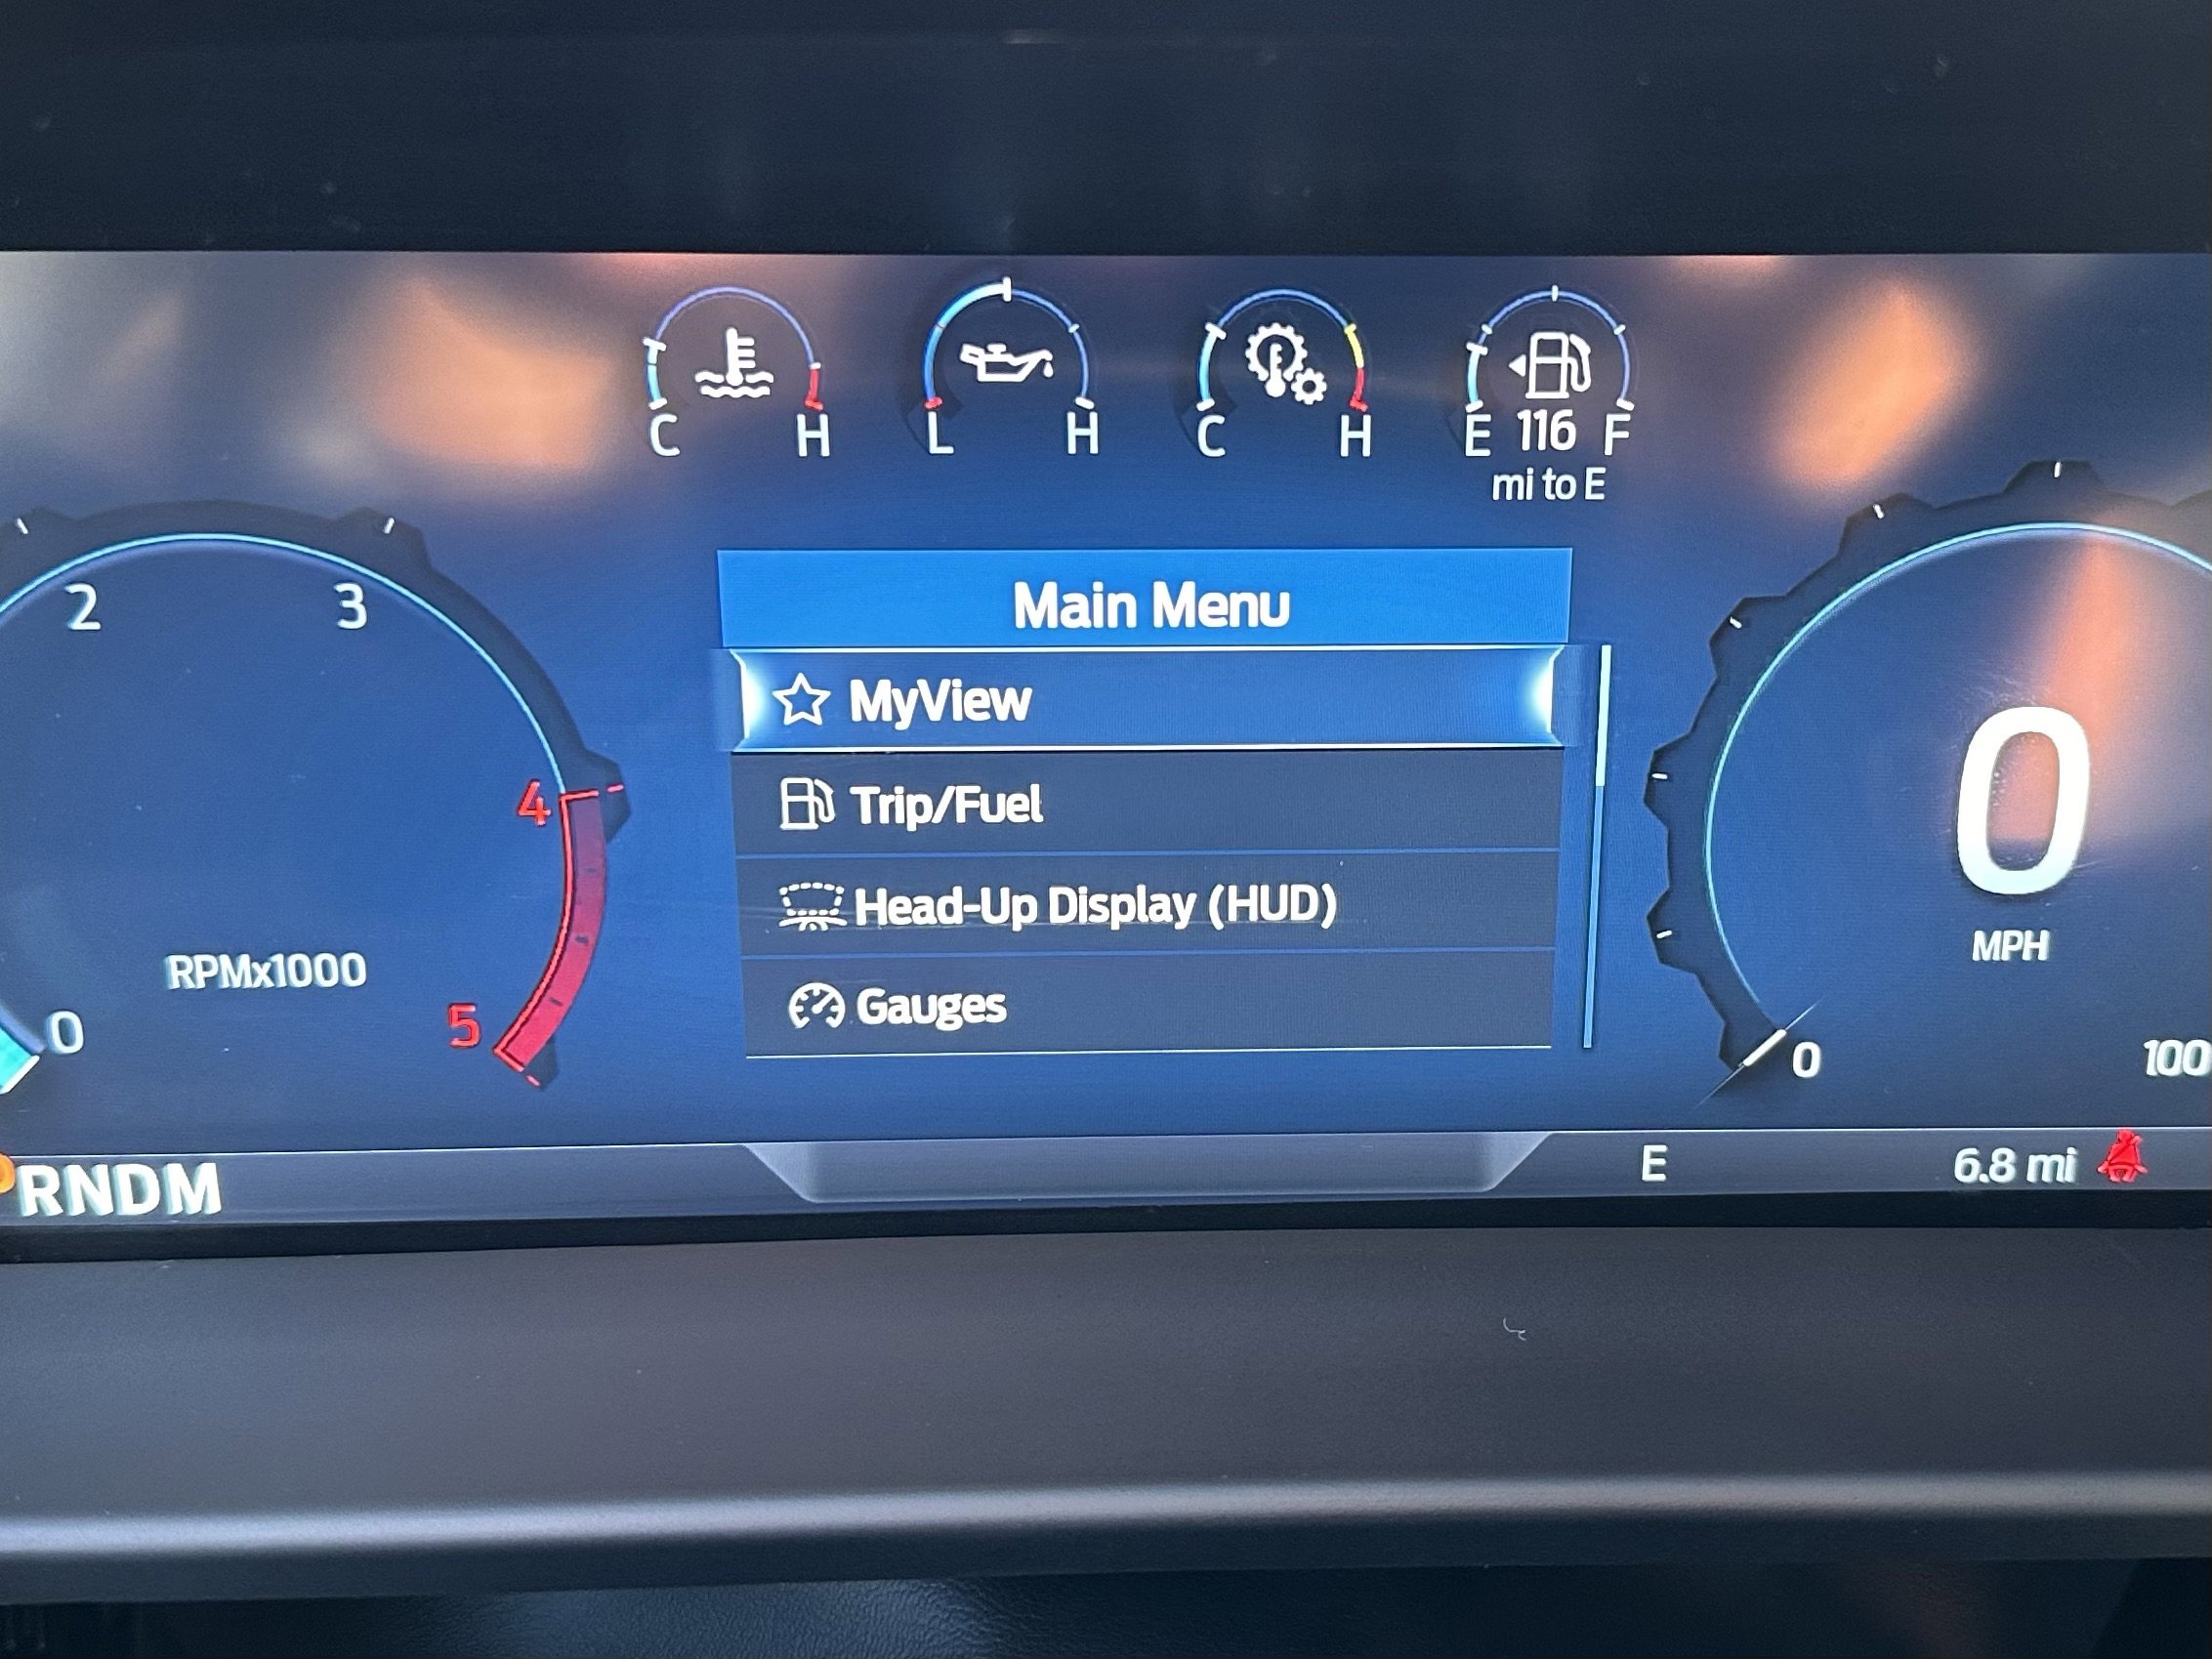 C H
L H
C H
E 116 F
mi to E
2 3
4
5
0
RPMx1000
Main Menu
MyView
Trip/Fuel
Head-Up Display (HUD)
Gauges
0
MPH
0 100
RNDM
E
6.8 mi